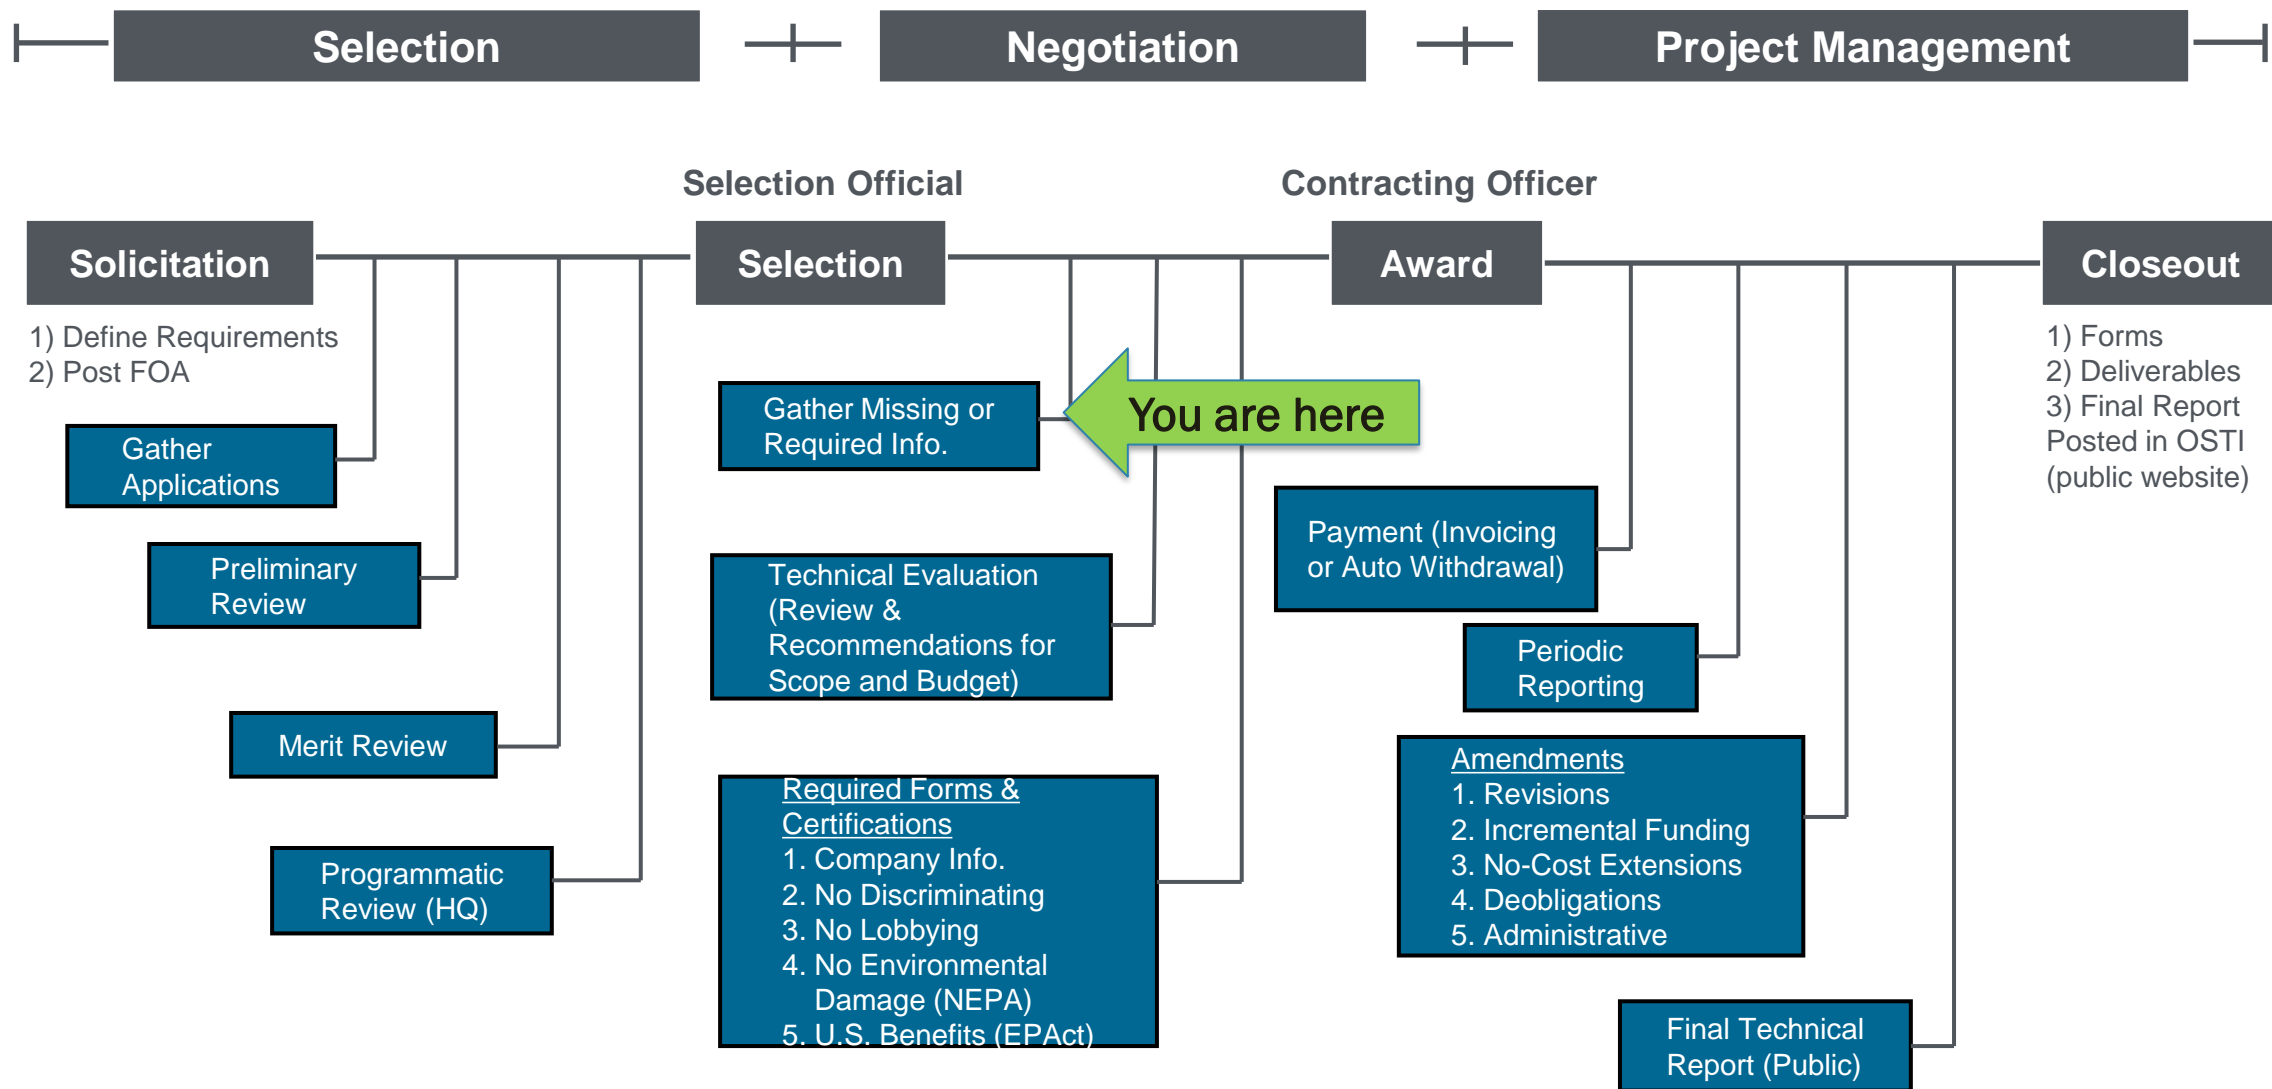 Selection
Negotiation
Project Management
Selection Official
Contracting Officer
Solicitation
Selection
Award
Closeout
1) Define Requirements
2) Post FOA
Gather
Applications
Preliminary
Review
Merit Review
Programmatic
Review (HQ)
Gather Missing or
Required Info.
You are here
Technical Evaluation
(Review &
Recommendations for
Scope and Budget)
Required Forms &
Certifications
1. Company Info.
2. No Discriminating
3. No Lobbying
4. No Environmental
Damage (NEPA)
5. U.S. Benefits (EPAct)
Payment (Invoicing
or Auto Withdrawal)
Periodic
Reporting
Amendments
1. Revisions
2. Incremental Funding
3. No-Cost Extensions
4. Deobligations
5. Administrative
Final Technical
Report (Public)
1) Forms
2) Deliverables
3) Final Report
Posted in OSTI
(public website)